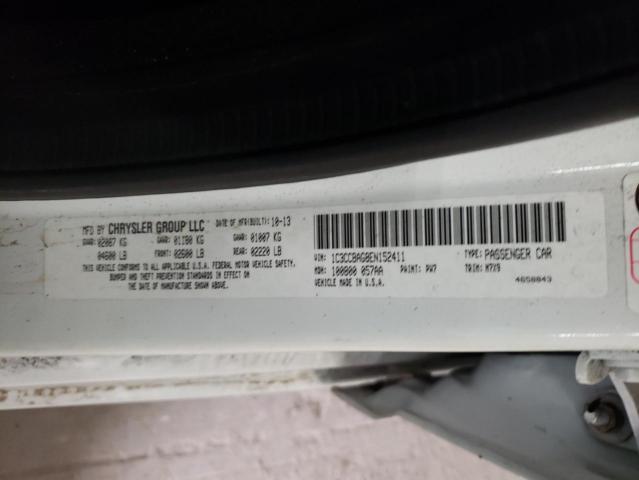 MFD BY CHRYSLER GROUP LLC DATE OF MFR(BUILT): 10-13
GVWR: 02087 KG GAWR: 01180 KG GAWR: 01007 KG
04600 LB FRONT: 02600 LB REAR: 02220 LB
THIS VEHICLE CONFORMS TO ALL APPLICABLE U.S.A. FEDERAL MOTOR VEHICLE SAFETY,
BUMPER AND THEFT PREVENTION STANDARDS IN EFFECT ON
THE DATE OF MANUFACTURE SHOWN ABOVE.
VIN: 1C3CCBAG8EN152411 TYPE: PASSENGER CAR
MDH: 100800 057AA PAINT: PW7 TRIM: M7X9
VEHICLE MADE IN U.S.A. 4658843